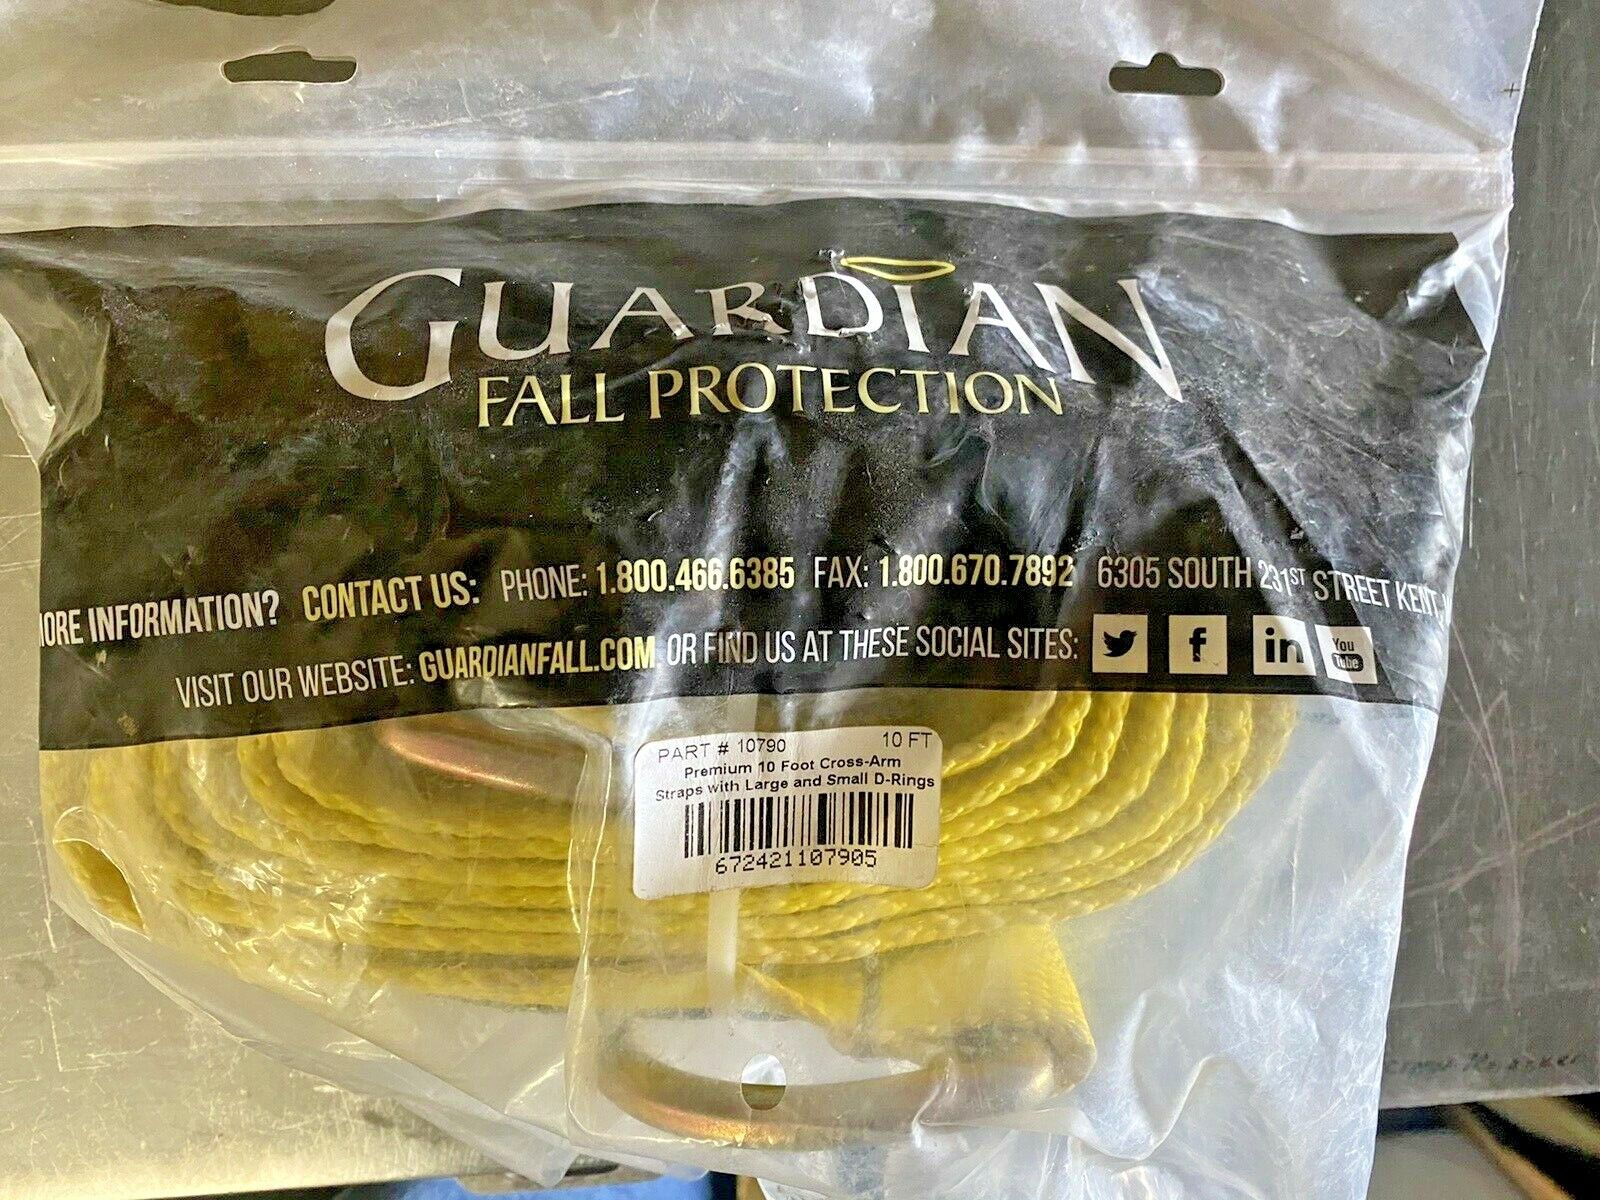 GUARDIAN
FALL PROTECTION
INFORMATION? CONTACT US: PHONE: 1.800.466.6385 FAX: 1.800.670.7892 6305 SOUTH 231ST STREET KENT,
VISIT OUR WEBSITE: GUARDIANFALL.COM OR FIND US AT THESE SOCIAL SITES: f in You Tube
PART # 10790 10 FT
Premium 10 Foot Cross-Arm
Straps with Large and Small D-Rings
672421107905